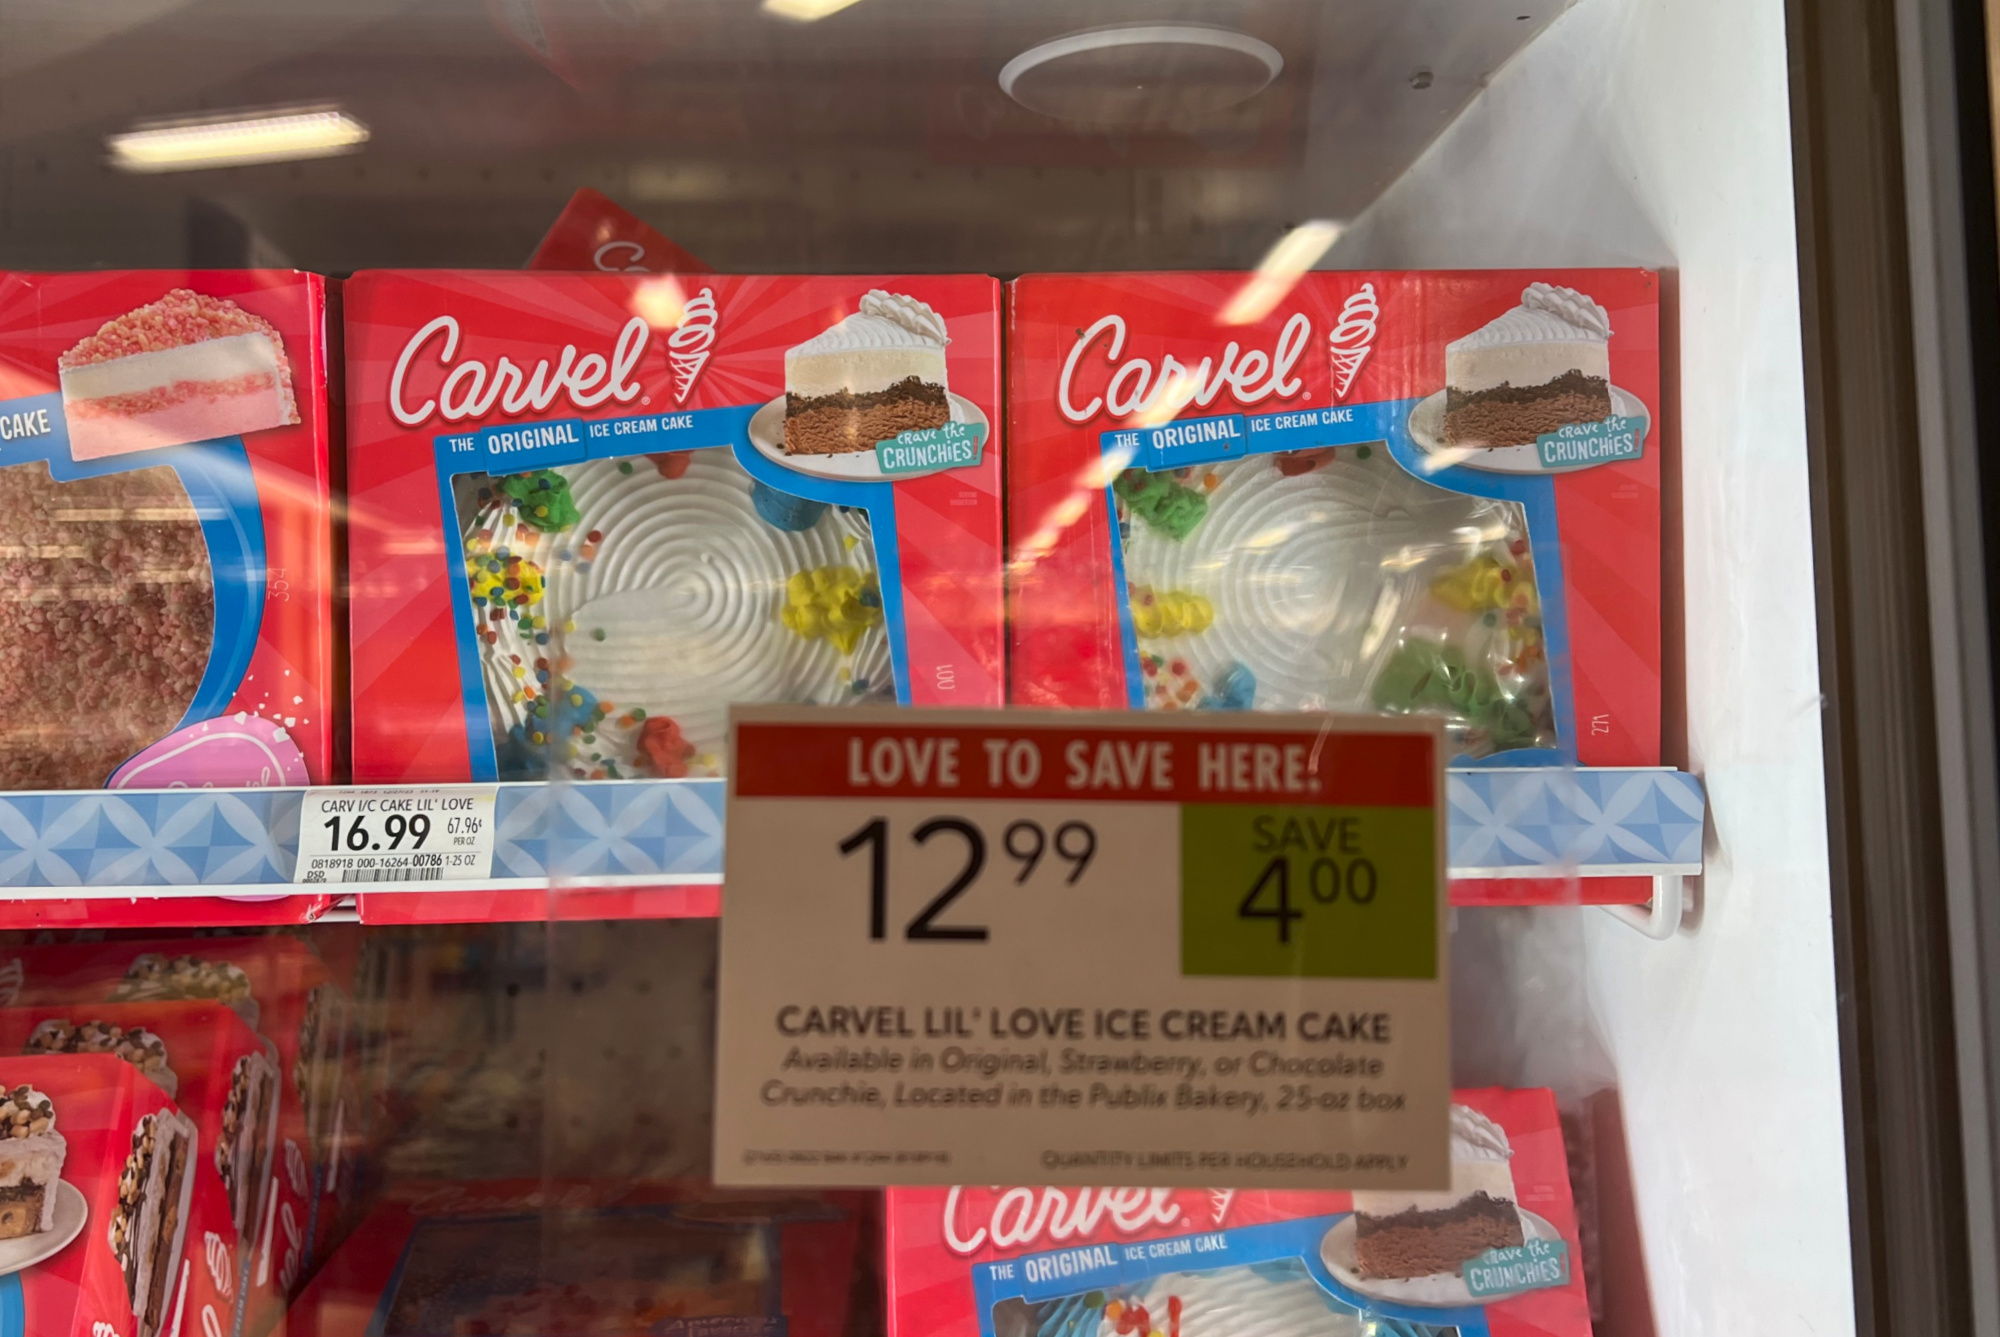 Carvel
THE ORIGINAL ICE CREAM CAKE
CRAVE the
CRUNCHiES!
001
Carvel
THE ORIGINAL ICE CREAM CAKE
CRAVE the
CRUNCHiES!
271
CAKE
354
CARV I/C CAKE LIL' LOVE
16.99
67.96¢
PER OZ
0818918 000-16264-00786 1-25 OZ
DSD
LOVE TO SAVE HERE!
12 99
SAVE
4 00
CARVEL LIL' LOVE ICE CREAM CAKE
Available in Original, Strawberry, or Chocolate
Crunchie, Located in the Publix Bakery, 25-oz box
QUANTITY LIMITS PER HOUSEHOLD APPLY
Carvel
THE ORIGINAL ICE CREAM CAKE
CRAVE the
CRUNCHiES!